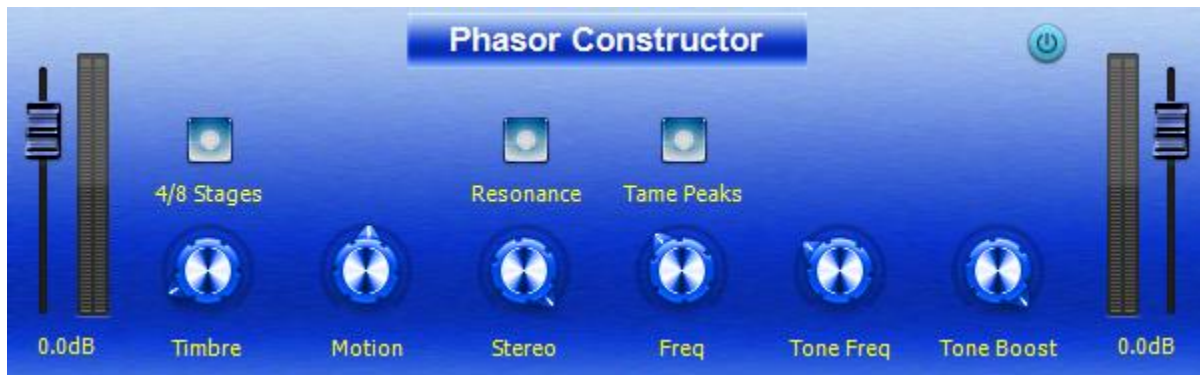 Phasor Constructor
4/8 Stages
Resonance
Tame Peaks
0.0dB
Timbre
Motion
Stereo
Freq
Tone Freq
Tone Boost
0.0dB